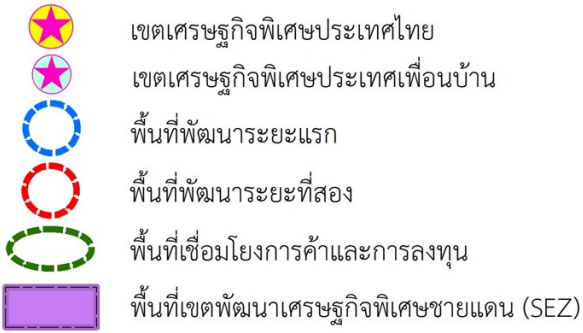 เขตเศรษฐกิจพิเศษประเทศไทย
เขตเศรษฐกิจพิเศษประเทศเพื่อนบ้าน
พื้นที่พัฒนาระยะแรก
พื้นที่พัฒนาระยะที่สอง
พื้นที่เชื่อมโยงการค้าและการลงทุน
พื้นที่เขตพัฒนาเศรษฐกิจพิเศษชายแดน (SEZ)